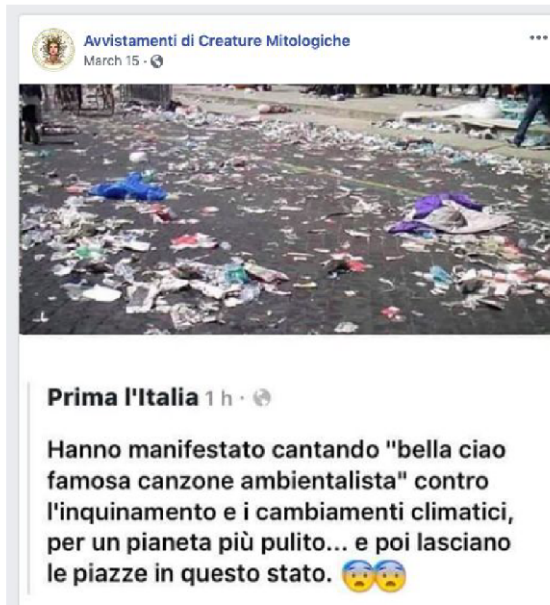 Avvistamenti di Creature Mitologiche
March 15 ·
Prima l'Italia 1 h ·
Hanno manifestato cantando "bella ciao
famosa canzone ambientalista" contro
l'inquinamento e i cambiamenti climatici,
per un pianeta più pulito... e poi lasciano
le piazze in questo stato. 😨😨